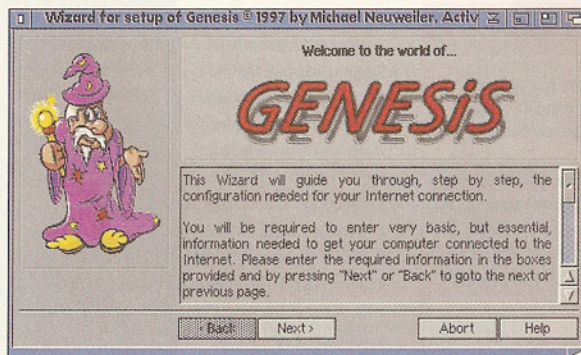 Wizard for setup of Genesis © 1997 by Michael Neuweiler, Activ
Welcome to the world of...
GENESiS
This Wizard will guide you through, step by step, the
configuration needed for your Internet connection.
You will be required to enter very basic, but essential,
information needed to get your computer connected to the
Internet. Please enter the required information in the boxes
provided and by pressing "Next" or "Back" to goto the next or
previous page.
‹ Back
Next ›
Abort
Help